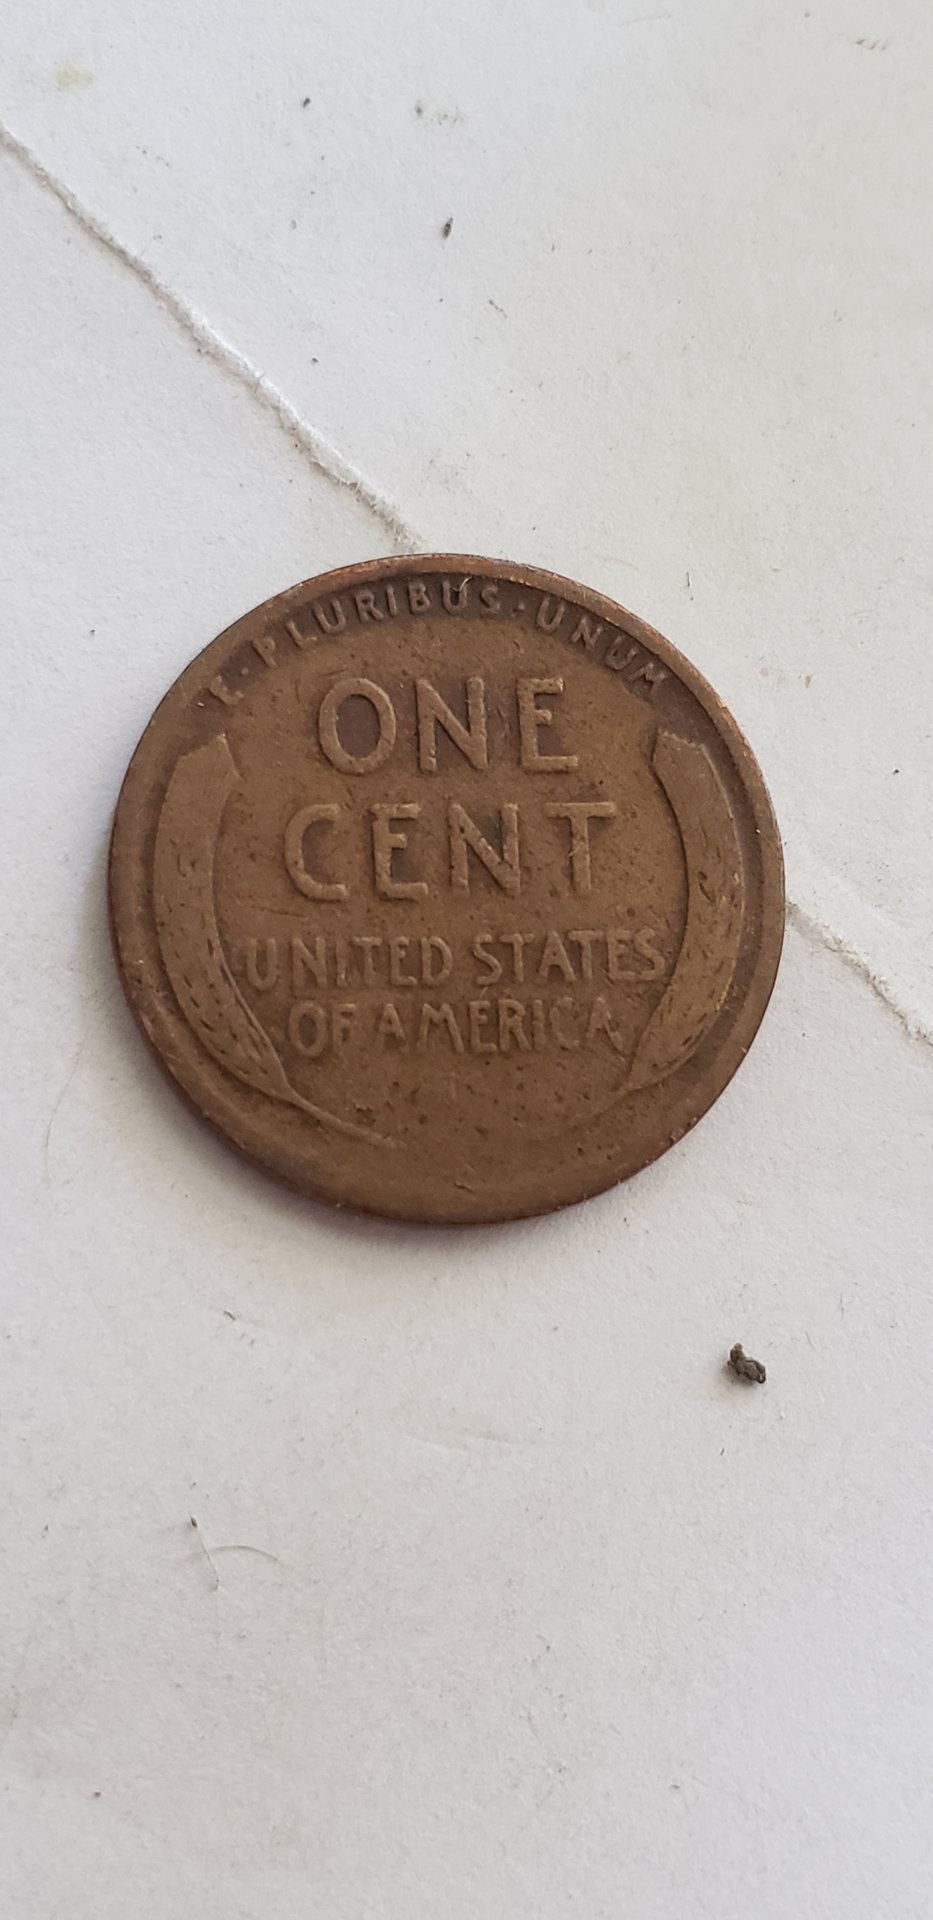 E·PLURIBUS·UNUM
ONE
CENT
UNITED STATES
OF AMERICA